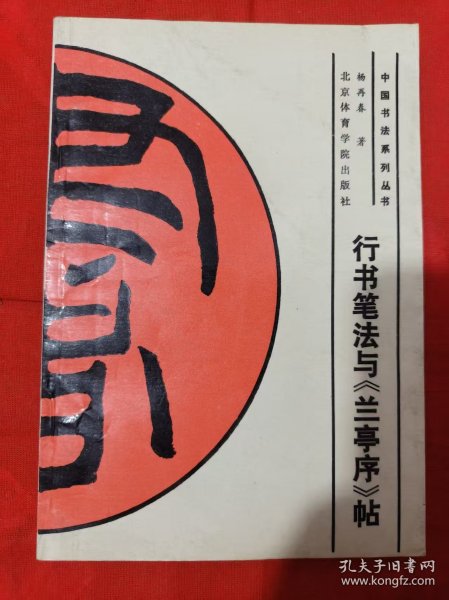 中国书法系列丛书
杨再春 著
北京体育学院出版社
行书笔法与《兰亭序》帖
孔夫子旧书网
www.kongfz.com